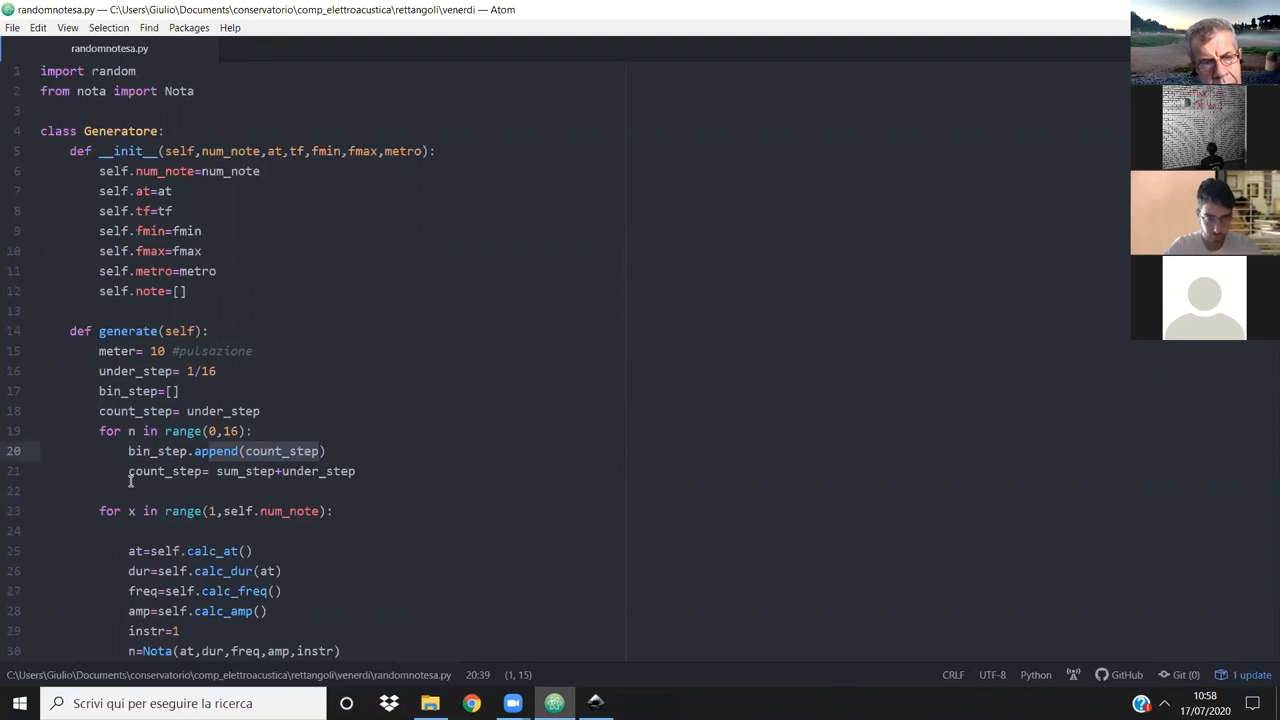 randomnotesa.py — C:\Users\Giulio\Documents\conservatorio\comp_elettroacustica\rettangoli\venerdi — Atom
File Edit View Selection Find Packages Help
randomnotesa.py
1 import random
2 from nota import Nota
3
4 class Generatore:
5 def __init__(self,num_note,at,tf,fmin,fmax,metro):
6 self.num_note=num_note
7 self.at=at
8 self.tf=tf
9 self.fmin=fmin
10 self.fmax=fmax
11 self.metro=metro
12 self.note=[]
13
14 def generate(self):
15 meter= 10 #pulsazione
16 under_step= 1/16
17 bin_step=[]
18 count_step= under_step
19 for n in range(0,16):
20 bin_step.append(count_step)
21 count_step= sum_step+under_step
22
23 for x in range(1,self.num_note):
24
25 at=self.calc_at()
26 dur=self.calc_dur(at)
27 freq=self.calc_freq()
28 amp=self.calc_amp()
29 instr=1
30 n=Nota(at,dur,freq,amp,instr)
C:\Users\Giulio\Documents\conservatorio\comp_elettroacustica\rettangoli\venerdi\randomnotesa.py 20:39 (1, 15) CRLF UTF-8 Python GitHub Git (0) 1 update
Scrivi qui per eseguire la ricerca
10:58
17/07/2020